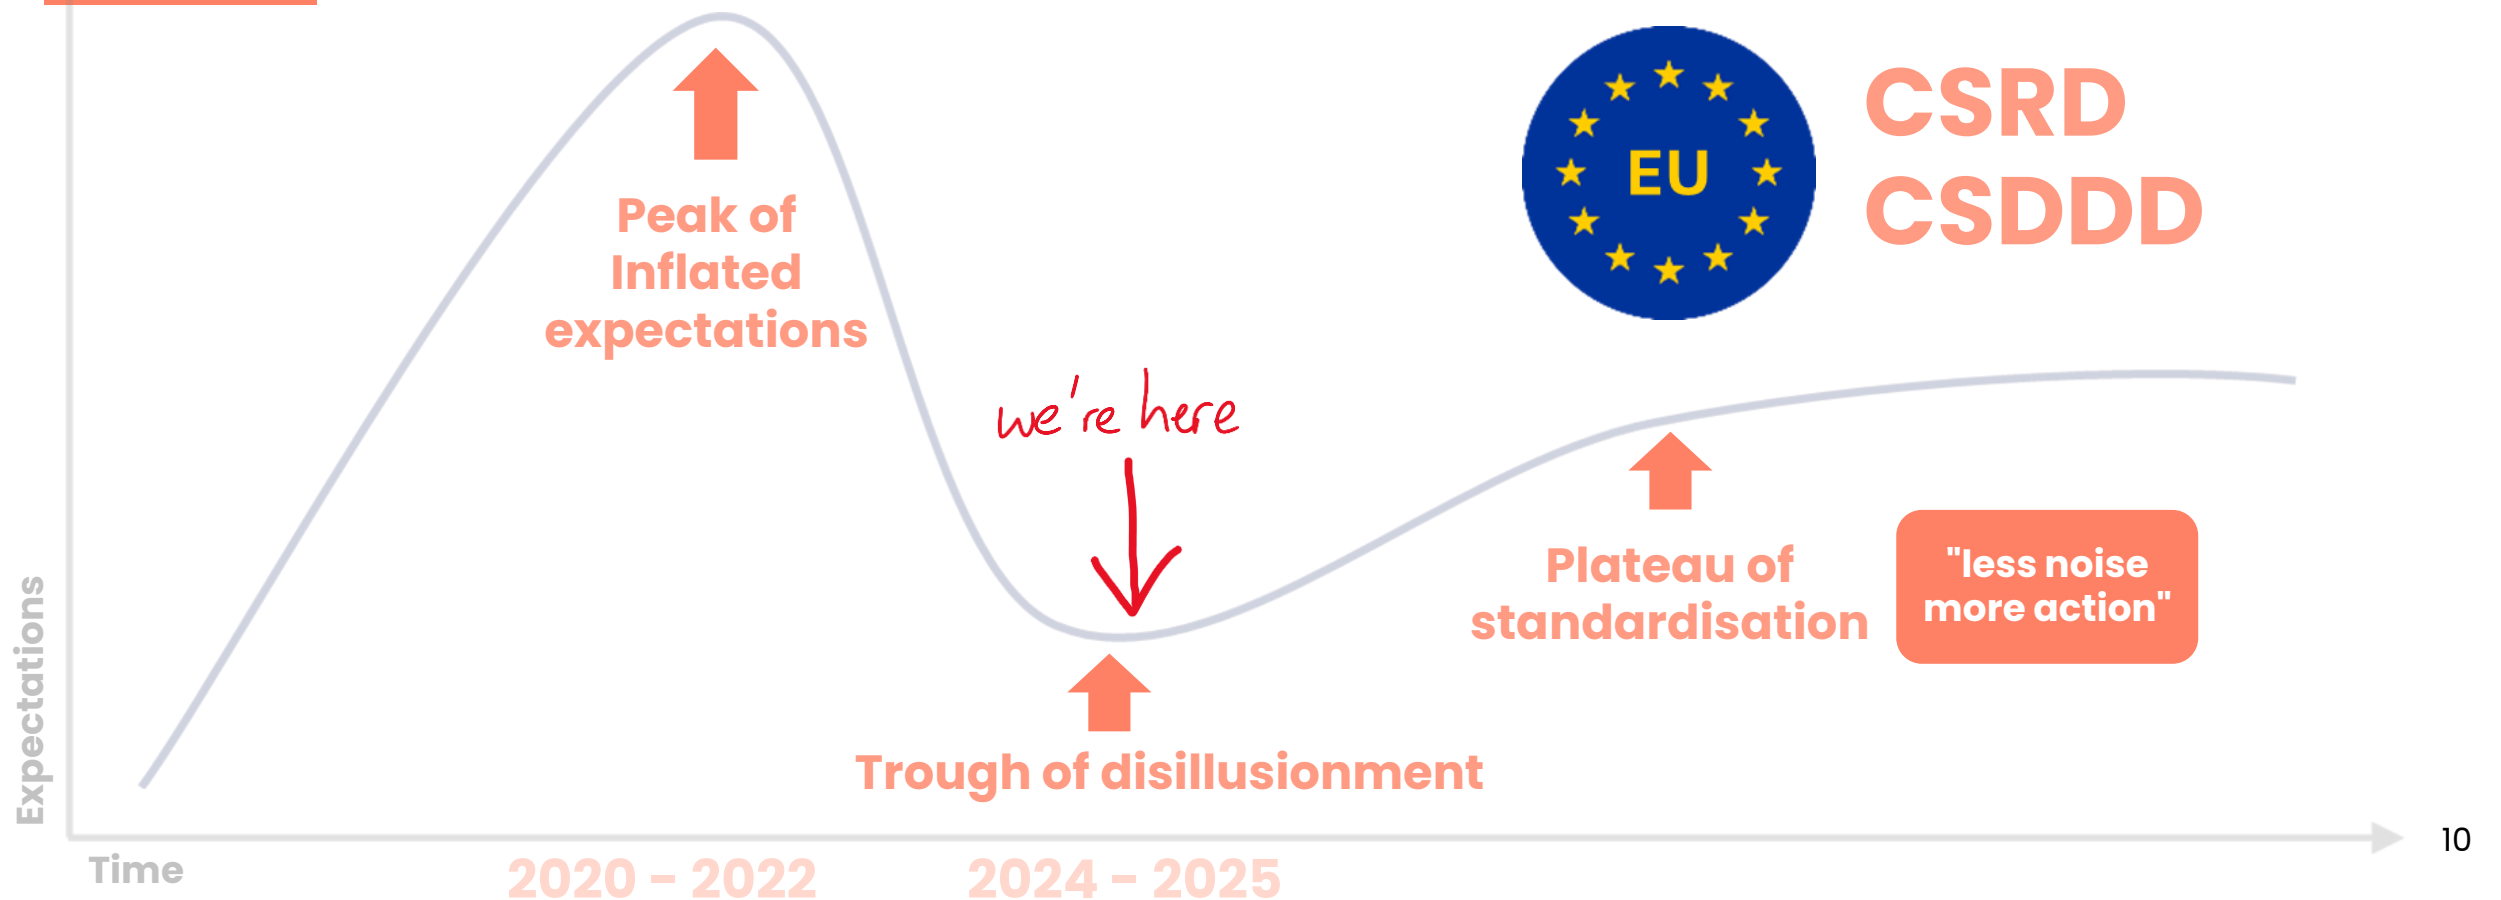 EU
CSRD
CSDDD
Peak of
Inflated
expectations
we're here
Plateau of
standardisation
"less noise
more action"
Trough of disillusionment
Expectations
Time
2020 – 2022
2024 – 2025
10